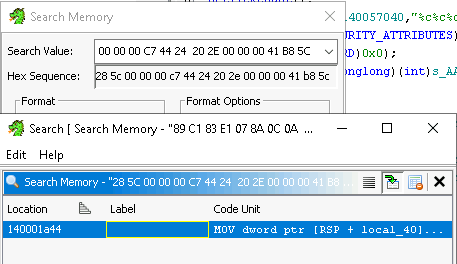 Search Memory
140057040,"%c%c%
Search Value:
00 00 00 C7 44 24  20 2E 00 00 00 41 B8 5C
URITY_ATTRIBUTES)
RD)0x0);
Hex Sequence:
28 5c 00 00 00 c7 44 24 20 2e 00 00 00 41 b8 5c
onglong)(int)s_AA
Format
Format Options
Search [ Search Memory - "89 C1 83 E1 07 8A 0C 0A ...
Edit Help
Search Memory - "28 5C 00 00 00 C7 44 24  20 2E 00 00 00 41 B8 ...
Location Label Code Unit
140001a44 MOV dword ptr [RSP + local_40]...